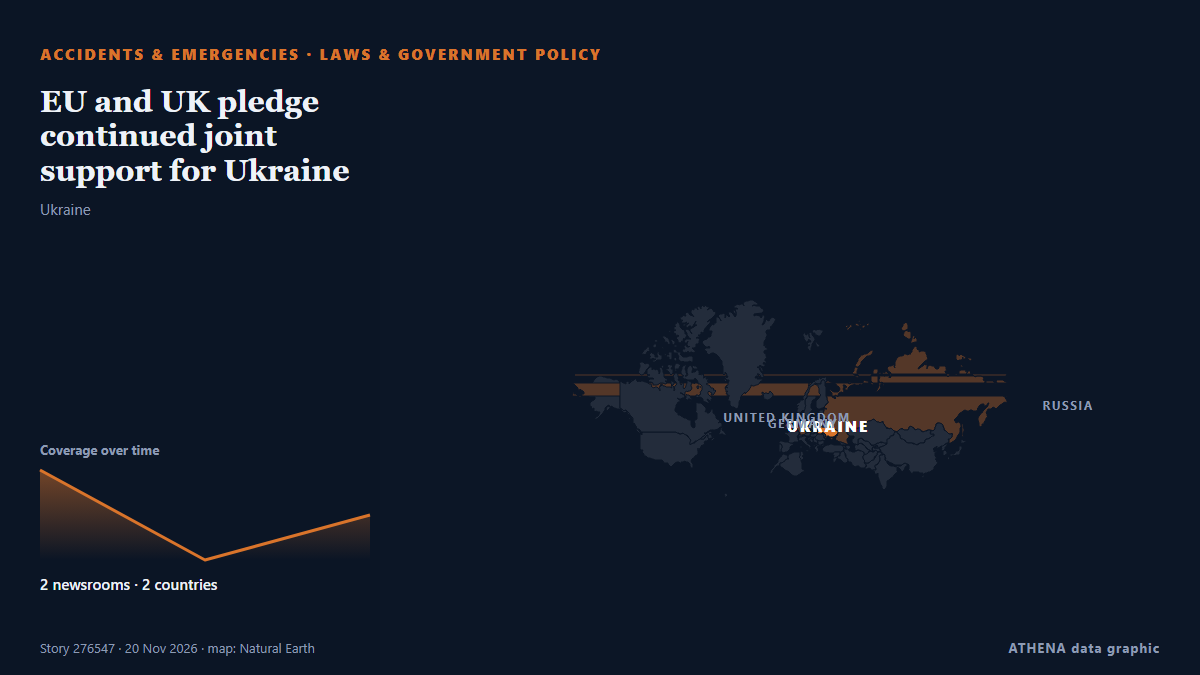 ACCIDENTS & EMERGENCIES · LAWS & GOVERNMENT POLICY
EU and UK pledge
continued joint
support for Ukraine
Ukraine
RUSSIA
UNITED KINGDOM
UKRAINE
Coverage over time
2 newsrooms · 2 countries
Story 276547 · 20 Nov 2026 · map: Natural Earth
ATHENA data graphic